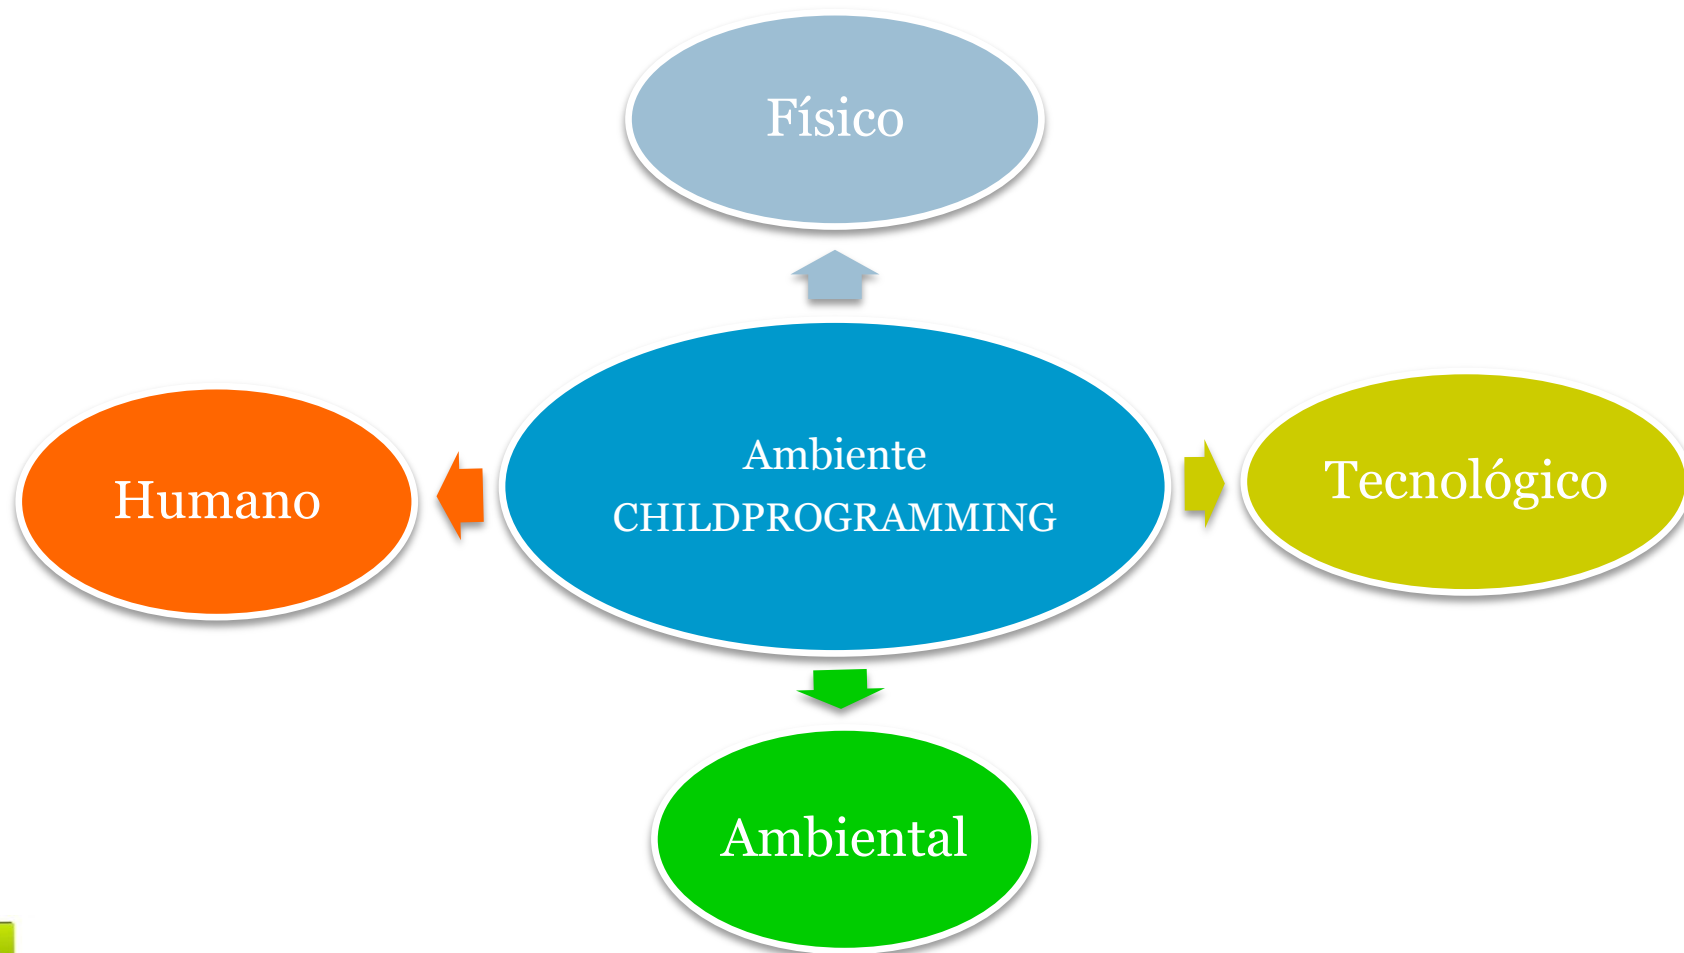 Físico
Humano
Ambiente
CHILDPROGRAMMING
Tecnológico
Ambiental